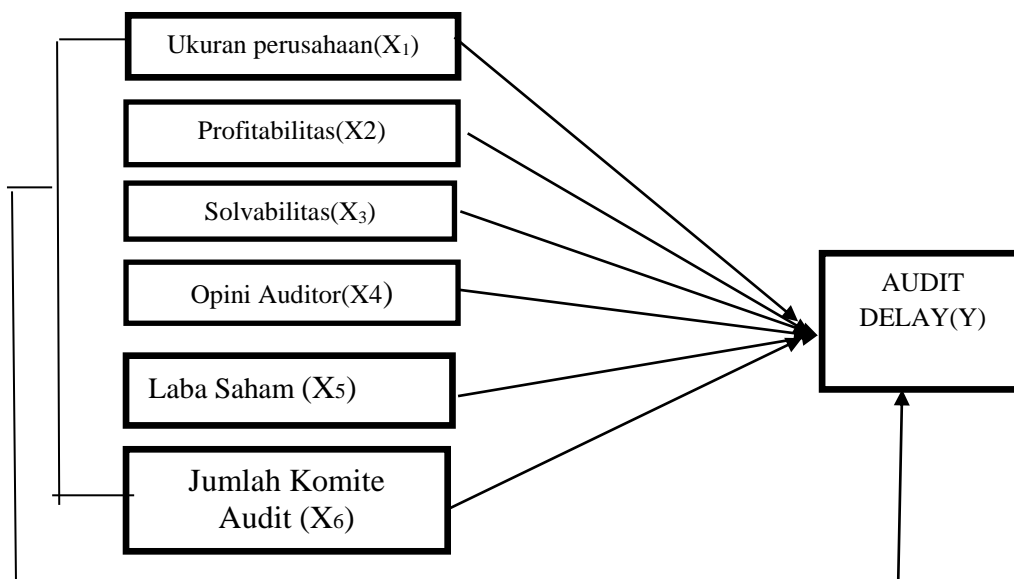 Ukuran perusahaan(X₁)
Profitabilitas(X2)
Solvabilitas(X₃)
Opini Auditor(X4)
Laba Saham (X₅)
Jumlah Komite
Audit (X₆)
AUDIT
DELAY(Y)